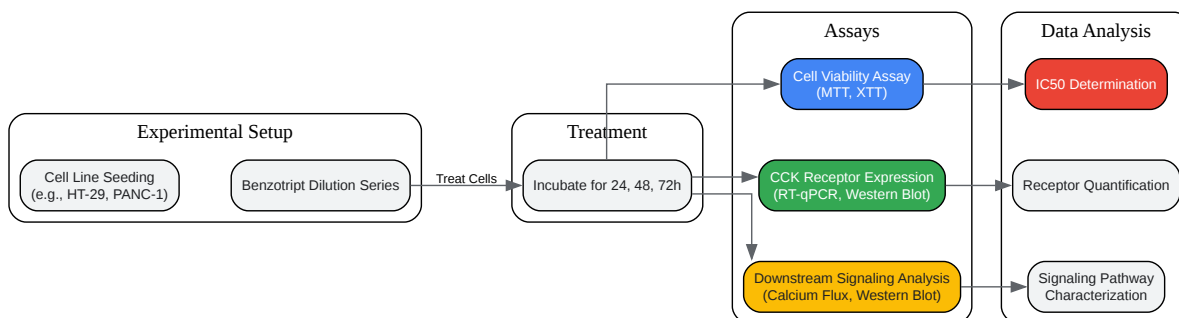 Experimental Setup
Cell Line Seeding
(e.g., HT-29, PANC-1)
Benzotript Dilution Series
Treat Cells
Treatment
Incubate for 24, 48, 72h
Assays
Cell Viability Assay
(MTT, XTT)
CCK Receptor Expression
(RT-qPCR, Western Blot)
Downstream Signaling Analysis
(Calcium Flux, Western Blot)
Data Analysis
IC50 Determination
Receptor Quantification
Signaling Pathway
Characterization